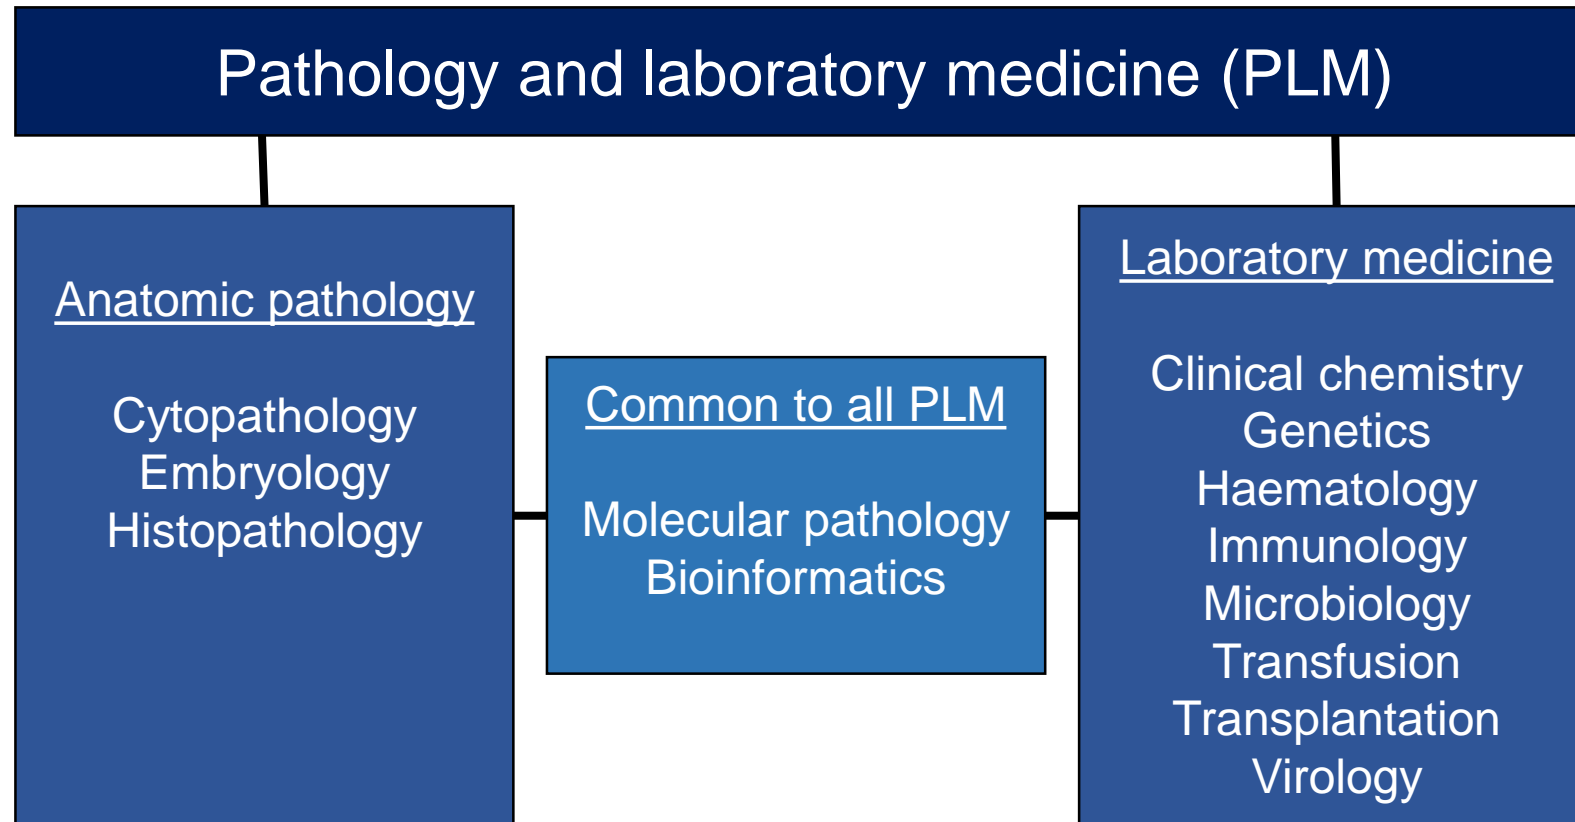 Pathology and laboratory medicine (PLM)
Anatomic pathology
Cytopathology
Embryology
Histopathology
Common to all PLM
Molecular pathology
Bioinformatics
Laboratory medicine
Clinical chemistry
Genetics
Haematology
Immunology
Microbiology
Transfusion
Transplantation
Virology